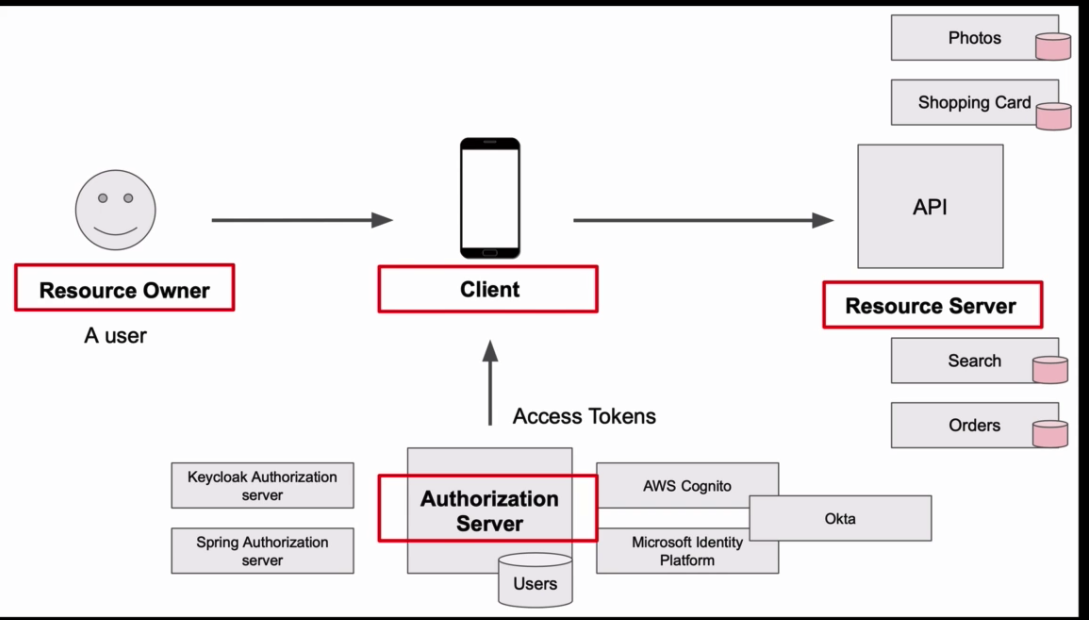 Photos
Shopping Card
API
Resource Owner
A user
Client
Resource Server
Search
Orders
Access Tokens
Keycloak Authorization
server
Spring Authorization
server
Authorization
Server
Users
AWS Cognito
Okta
Microsoft Identity
Platform